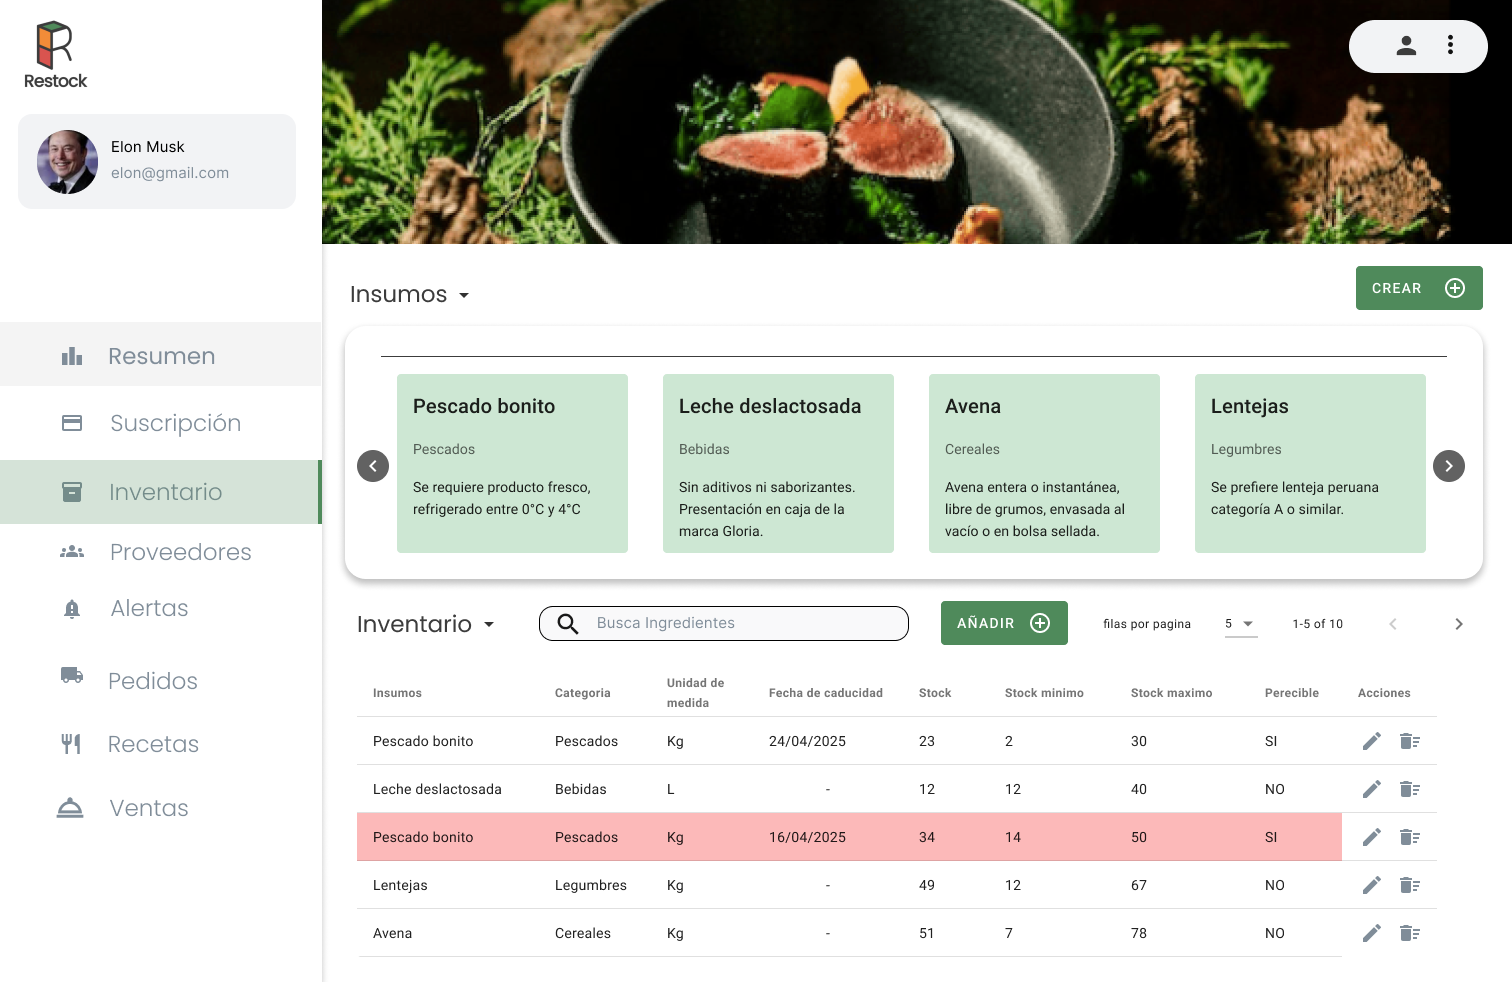 Restock
Elon Musk
elon@gmail.com
Resumen
Suscripción
Inventario
Proveedores
Alertas
Pedidos
Recetas
Ventas
Insumos
CREAR
Pescado bonito
Pescados
Se requiere producto fresco,
refrigerado entre 0°C y 4°C
Leche deslactosada
Bebidas
Sin aditivos ni saborizantes.
Presentación en caja de la
marca Gloria.
Avena
Cereales
Avena entera o instantánea,
libre de grumos, envasada al
vacío o en bolsa sellada.
Lentejas
Legumbres
Se prefiere lenteja peruana
categoría A o similar.
Inventario
Busca Ingredientes
AÑADIR
filas por pagina 5 1-5 of 10
Insumos Categoria Unidad de medida Fecha de caducidad Stock Stock minimo Stock maximo Perecible Acciones
Pescado bonito Pescados Kg 24/04/2025 23 2 30 SI
Leche deslactosada Bebidas L - 12 12 40 NO
Pescado bonito Pescados Kg 16/04/2025 34 14 50 SI
Lentejas Legumbres Kg - 49 12 67 NO
Avena Cereales Kg - 51 7 78 NO